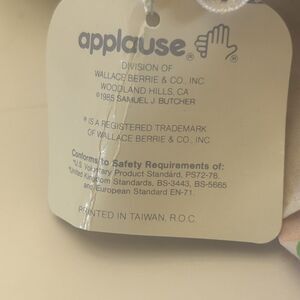 applause®
DIVISION OF
WALLACE BERRIE & CO., INC
WOODLAND HILLS, CA
©1985 SAMUEL J. BUTCHER
® IS A REGISTERED TRADEMARK
OF WALLACE BERRIE & CO., INC
Conforms to Safety Requirements of:
*U.S. Voluntary Product Standard, PS72-76.
*United Kingdom Standards, BS-3443, BS-5665
and European Standard EN-71.
PRINTED IN TAIWAN, R.O.C.